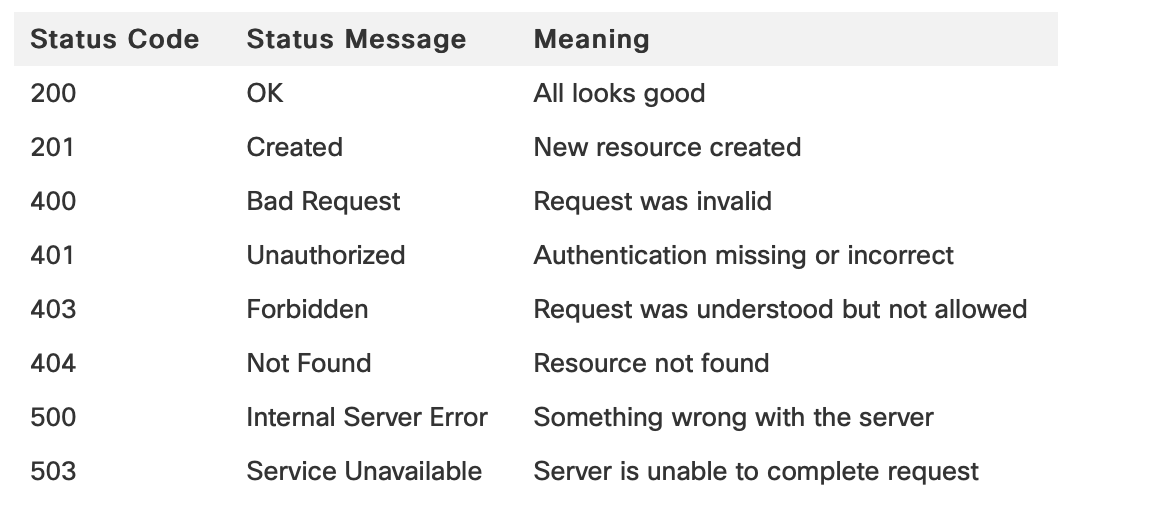 Status Code Status Message Meaning
200 OK All looks good
201 Created New resource created
400 Bad Request Request was invalid
401 Unauthorized Authentication missing or incorrect
403 Forbidden Request was understood but not allowed
404 Not Found Resource not found
500 Internal Server Error Something wrong with the server
503 Service Unavailable Server is unable to complete request